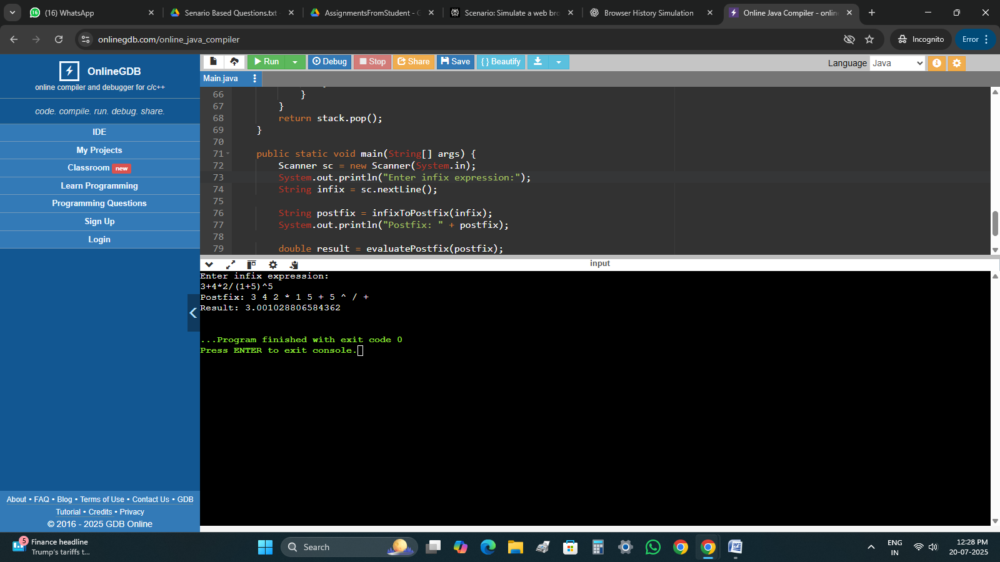 (16) WhatsApp
Senario Based Questions.txt
AssignmentsFromStudent - G
Scenario: Simulate a web bro
Browser History Simulation
Online Java Compiler - onlin
onlinegdb.com/online_java_compiler
Incognito
Error
OnlineGDB
online compiler and debugger for c/c++
code. compile. run. debug. share.
IDE
My Projects
Classroom new
Learn Programming
Programming Questions
Sign Up
Login
About • FAQ • Blog • Terms of Use • Contact Us • GDB
Tutorial • Credits • Privacy
© 2016 - 2025 GDB Online
Run
Debug
Stop
Share
Save
{ } Beautify
Language Java
Main.java
66 }
67 }
68 return stack.pop();
69 }
70
71 public static void main(String[] args) {
72 Scanner sc = new Scanner(System.in);
73 System.out.println("Enter infix expression:");
74 String infix = sc.nextLine();
75
76 String postfix = infixToPostfix(infix);
77 System.out.println("Postfix: " + postfix);
78
79 double result = evaluatePostfix(postfix);
input
Enter infix expression:
3+4*2/(1+5)^5
Postfix: 3 4 2 * 1 5 + 5 ^ / +
Result: 3.001028806584362
...Program finished with exit code 0
Press ENTER to exit console.
5
Finance headline
Trump's tariffs t...
Search
ENG
IN
12:28 PM
20-07-2025